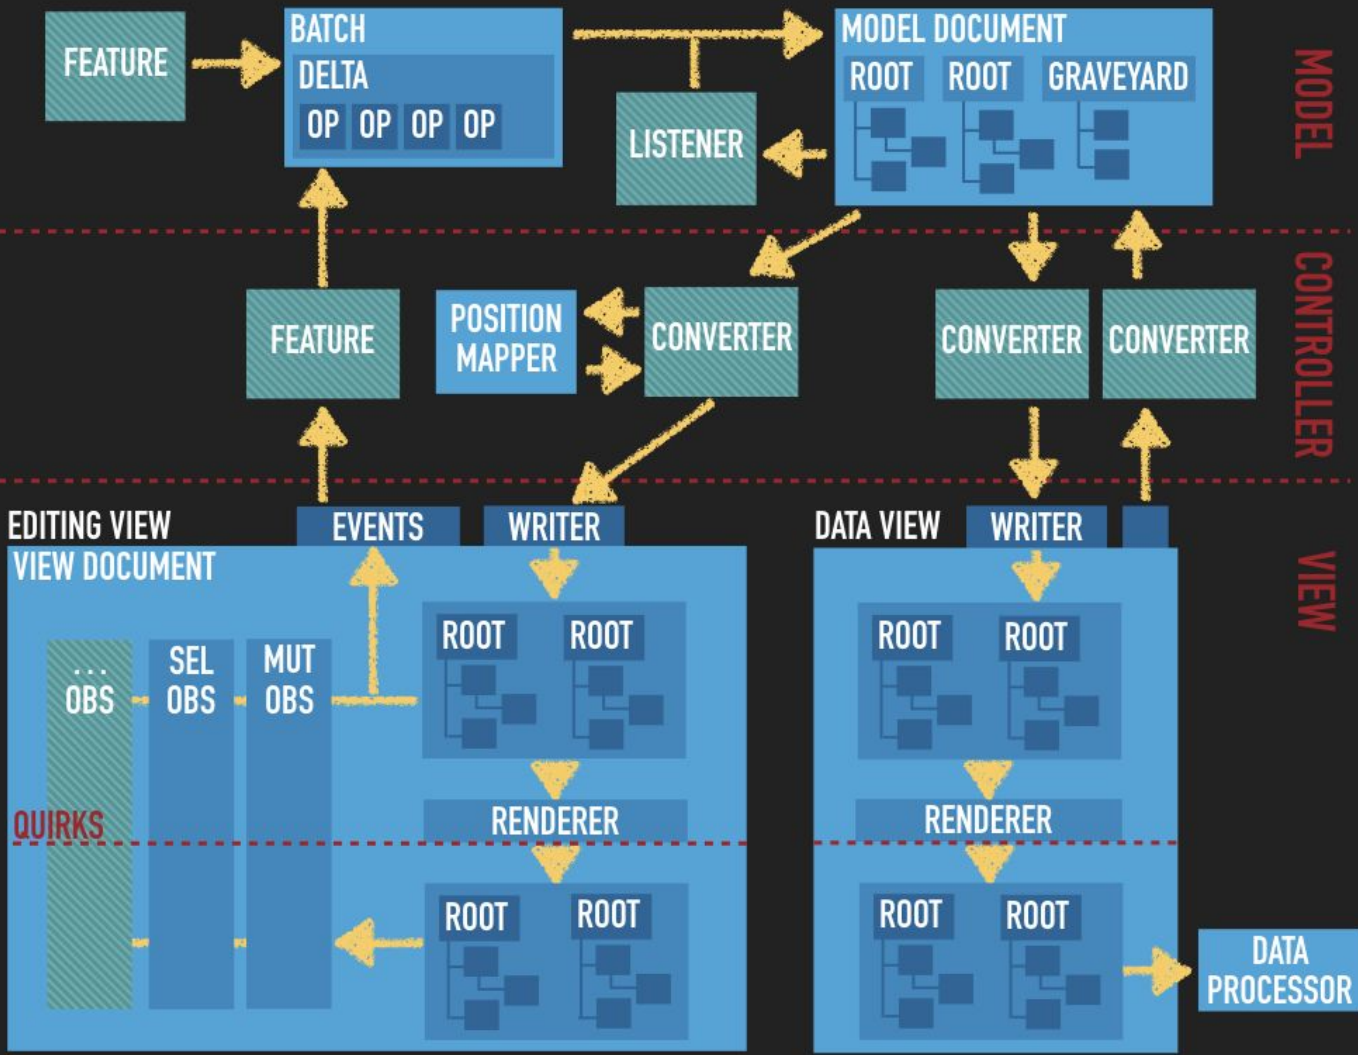 FEATURE
BATCH
DELTA
OP OP OP OP
LISTENER
MODEL DOCUMENT
ROOT ROOT GRAVEYARD
MODEL
FEATURE
POSITION
MAPPER
CONVERTER
CONVERTER
CONVERTER
CONTROLLER
EDITING VIEW
EVENTS
WRITER
VIEW DOCUMENT
...
OBS
SEL
OBS
MUT
OBS
ROOT ROOT
QUIRKS
RENDERER
ROOT ROOT
DATA VIEW
WRITER
ROOT ROOT
RENDERER
ROOT ROOT
DATA
PROCESSOR
VIEW